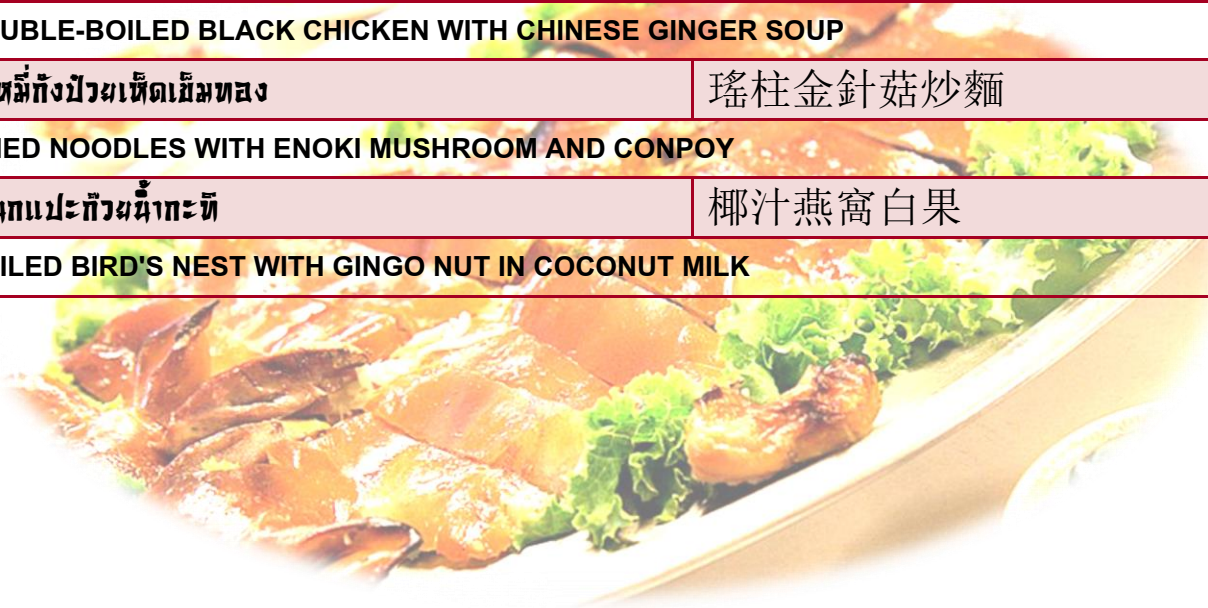 UBLE-BOILED BLACK CHICKEN WITH CHINESE GINGER SOUP
หมี่กังป๋วยเห็ดเข็มทอง 瑤柱金針菇炒麵
IED NOODLES WITH ENOKI MUSHROOM AND CONPOY
นกแปะก๊วยน้ำกะทิ 椰汁燕窩白果
ILED BIRD'S NEST WITH GINGO NUT IN COCONUT MILK